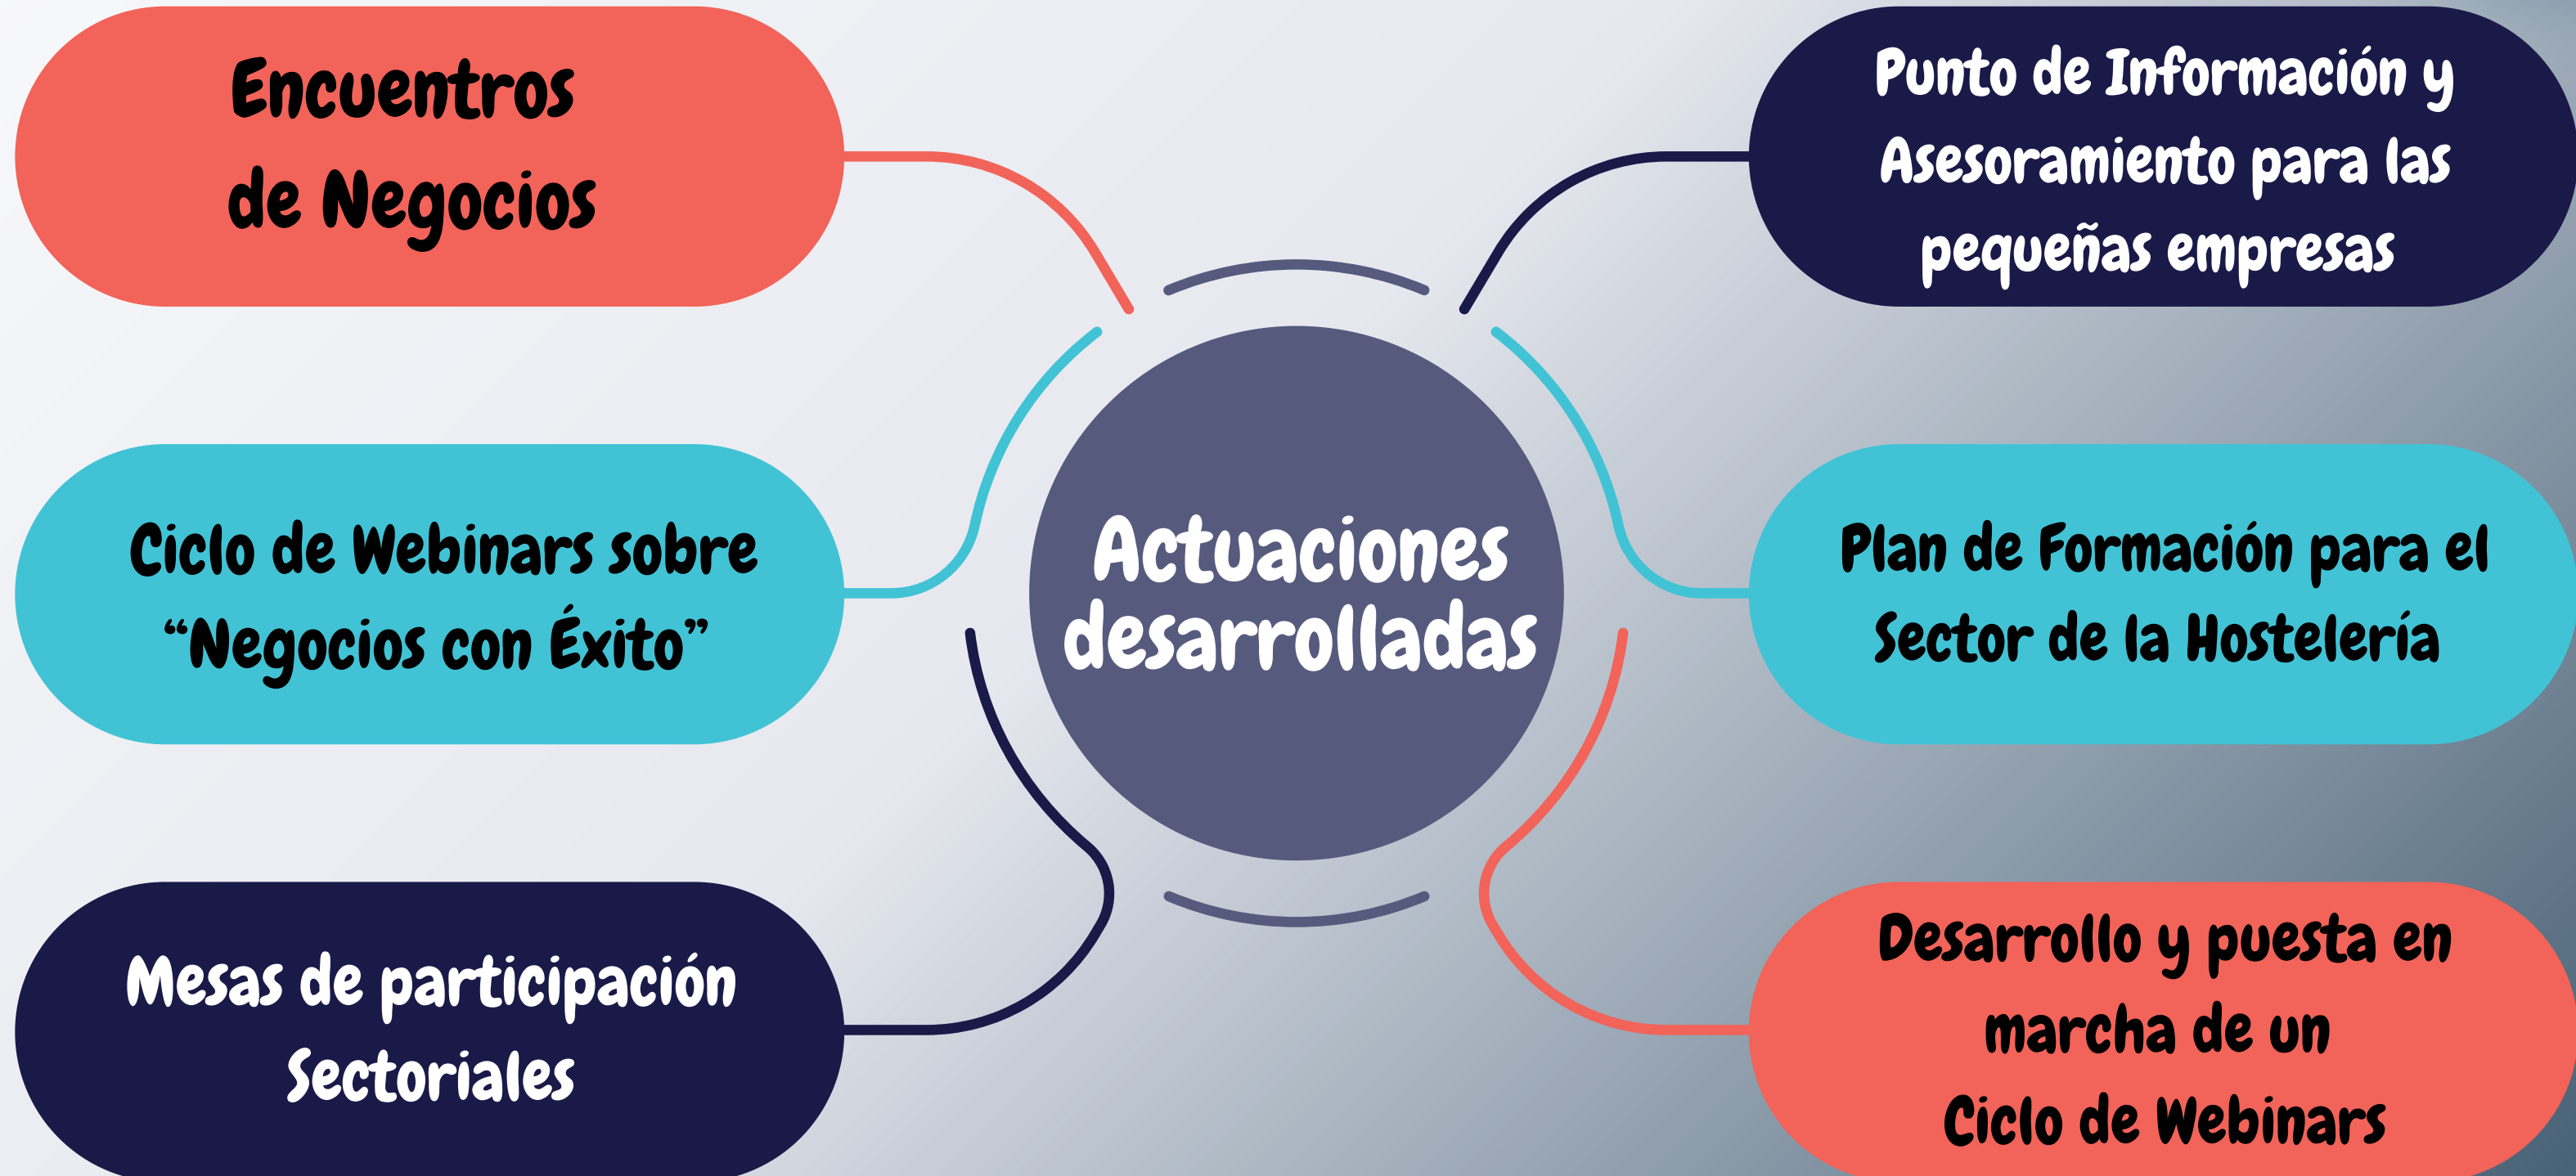 Encuentros
de Negocios
Ciclo de Webinars sobre
“Negocios con Éxito”
Mesas de participación
Sectoriales
Actuaciones
desarrolladas
Punto de Información y
Asesoramiento para las
pequeñas empresas
Plan de Formación para el
Sector de la Hostelería
Desarrollo y puesta en
marcha de un
Ciclo de Webinars